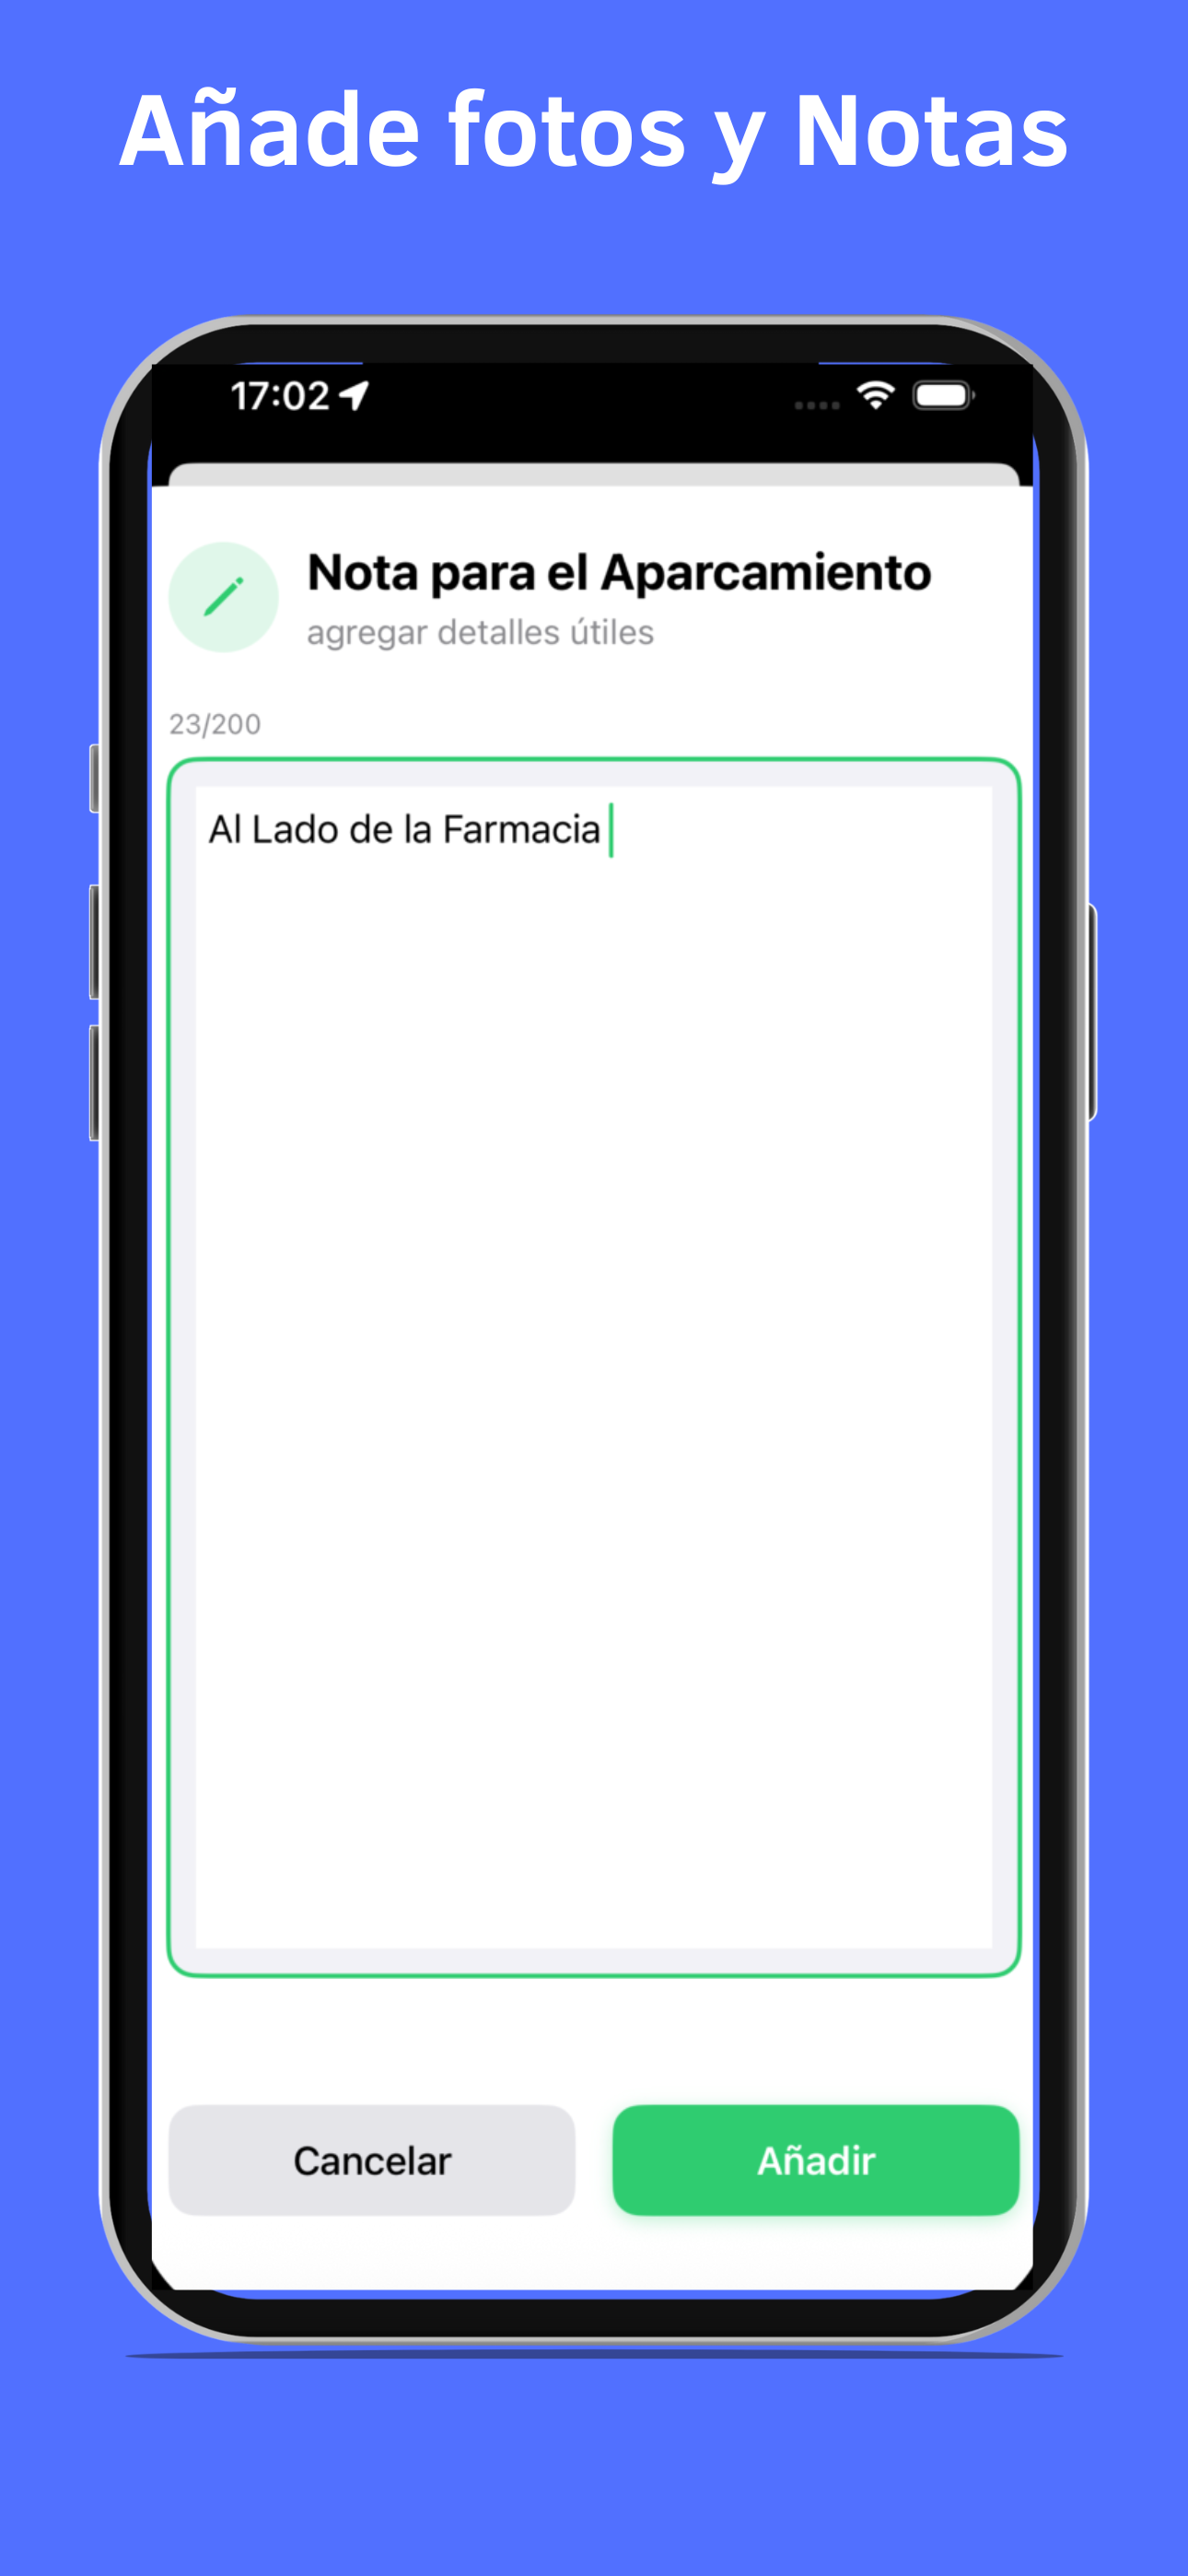 Añade fotos y Notas
17:02
Nota para el Aparcamiento
agregar detalles útiles
23/200
Al Lado de la Farmacia
Cancelar
Añadir